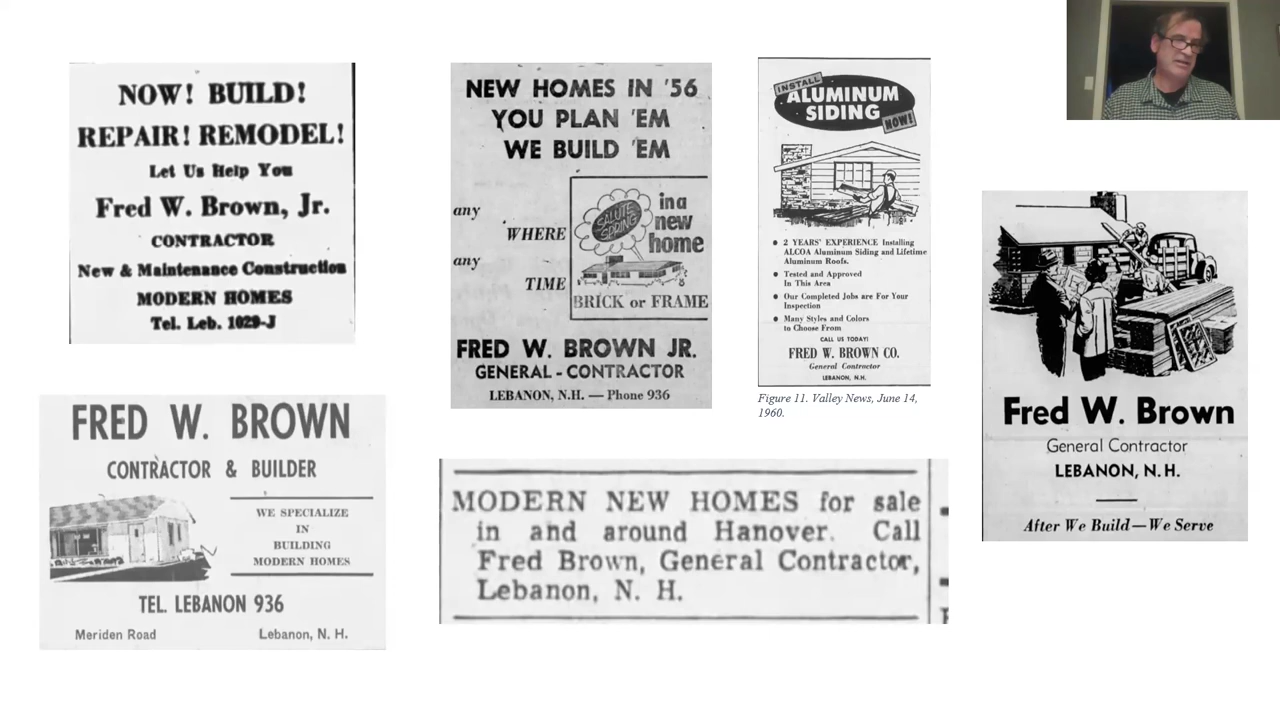 NOW! BUILD!
REPAIR! REMODEL!
Let Us Help You
Fred W. Brown, Jr.
CONTRACTOR
New & Maintenance Construction
MODERN HOMES
Tel. Leb. 1029-J
NEW HOMES IN '56
YOU PLAN 'EM
WE BUILD 'EM
any
WHERE
any
TIME
SALUTE SPRING
in a
new
home
BRICK or FRAME
FRED W. BROWN JR.
GENERAL - CONTRACTOR
LEBANON, N.H. — Phone 936
INSTALL
ALUMINUM
SIDING
NOW!
● 2 YEARS' EXPERIENCE Installing
ALCOA Aluminum Siding and Lifetime
Aluminum Roofs.
● Tested and Approved
In This Area
● Our Completed Jobs are For Your
Inspection
● Many Styles and Colors
to Choose From
CALL US TODAY!
FRED W. BROWN CO.
General Contractor
LEBANON, N.H.
Figure 11. Valley News, June 14,
1960.
Fred W. Brown
General Contractor
LEBANON, N. H.
After We Build—We Serve
FRED W. BROWN
CONTRACTOR & BUILDER
WE SPECIALIZE
IN
BUILDING
MODERN HOMES
TEL. LEBANON 936
Meriden Road Lebanon, N. H.
MODERN NEW HOMES for sale
in and around Hanover. Call
Fred Brown, General Contractor,
Lebanon, N. H.